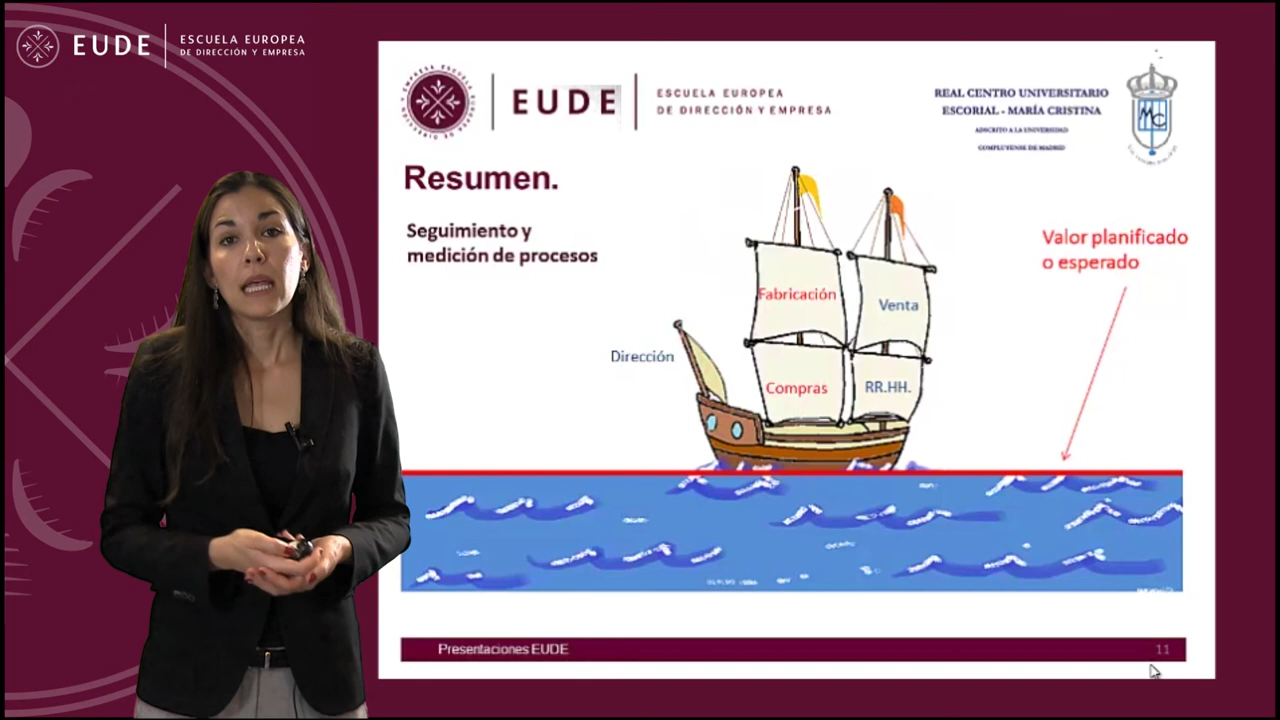 EUDE
ESCUELA EUROPEA
DE DIRECCIÓN Y EMPRESA
EUDE
ESCUELA EUROPEA
DE DIRECCIÓN Y EMPRESA
REAL CENTRO UNIVERSITARIO
ESCORIAL - MARÍA CRISTINA
ADSCRITO A LA UNIVERSIDAD
COMPLUTENSE DE MADRID
MC
Resumen.
Seguimiento y
medición de procesos
Valor planificado
o esperado
Fabricación
Venta
Dirección
Compras
RR.HH.
Presentaciones EUDE
11